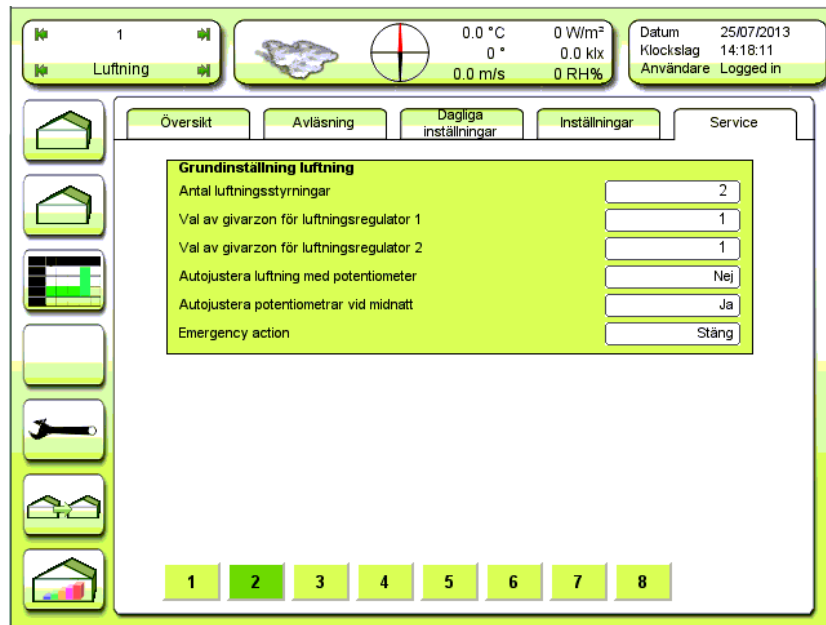 1
Luftning
0.0 °C
0 °
0.0 m/s
0 W/m²
0.0 klx
0 RH%
Datum 25/07/2013
Klockslag 14:18:11
Användare Logged in
Översikt
Avläsning
Dagliga
inställningar
Inställningar
Service
Grundinställning luftning
Antal luftningsstyrningar 2
Val av givarzon för luftningsregulator 1 1
Val av givarzon för luftningsregulator 2 1
Autojustera luftning med potentiometer Nej
Autojustera potentiometrar vid midnatt Ja
Emergency action Stäng
1 2 3 4 5 6 7 8